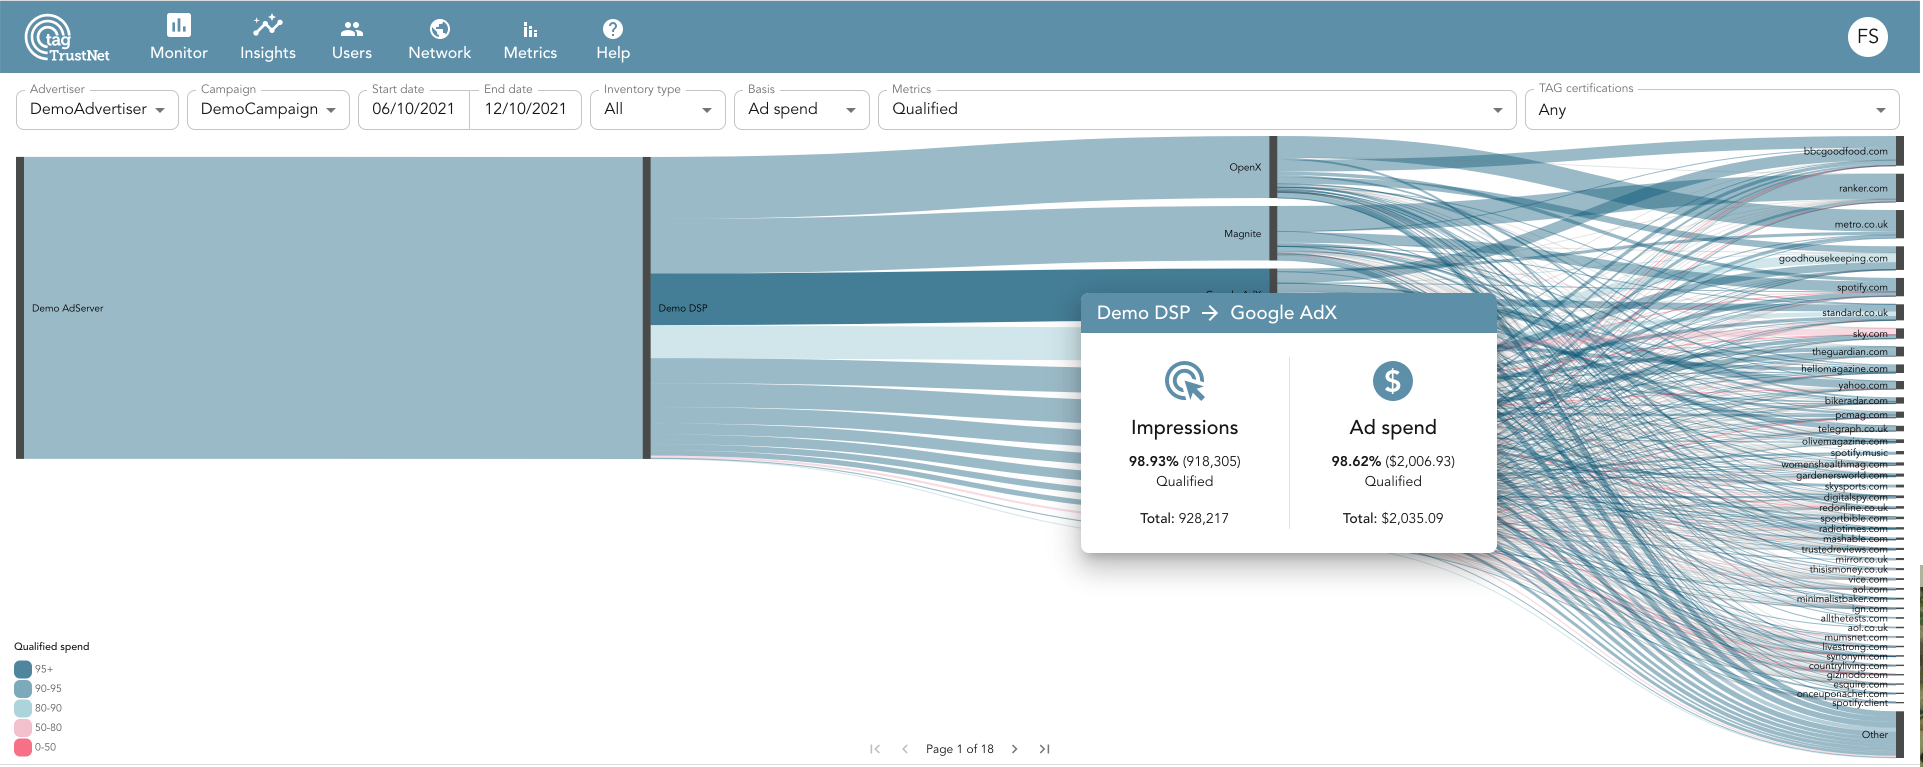 tag
TrustNet
Monitor
Insights
Users
Network
Metrics
Help
FS
Advertiser
DemoAdvertiser
Campaign
DemoCampaign
Start date
06/10/2021
End date
12/10/2021
Inventory type
All
Basis
Ad spend
Metrics
Qualified
TAG certifications
Any
Demo AdServer
Demo DSP
OpenX
Magnite
Demo DSP → Google AdX
Impressions
98.93% (918,305)
Qualified
Total: 928,217
Ad spend
98.62% ($2,006.93)
Qualified
Total: $2,035.09
bbcgoodfood.com
ranker.com
metro.co.uk
goodhousekeeping.com
spotify.com
standard.co.uk
sky.com
theguardian.com
hellomagazine.com
yahoo.com
bikeradar.com
pcmag.com
telegraph.co.uk
olivemagazine.com
spotify.music
womenshealthmag.com
gardenersworld.com
skysports.com
digitalspy.com
redonline.co.uk
sportbible.com
radiotimes.com
mashable.com
trustedreviews.com
mirror.co.uk
thisismoney.co.uk
vice.com
aol.com
minimalistbaker.com
ign.com
allthetests.com
aol.co.uk
mumsnet.com
livestrong.com
synonym.com
countryliving.com
gizmodo.com
esquire.com
onceuponachef.com
spotify.client
Other
Qualified spend
95+
90-95
80-90
50-80
0-50
Page 1 of 18